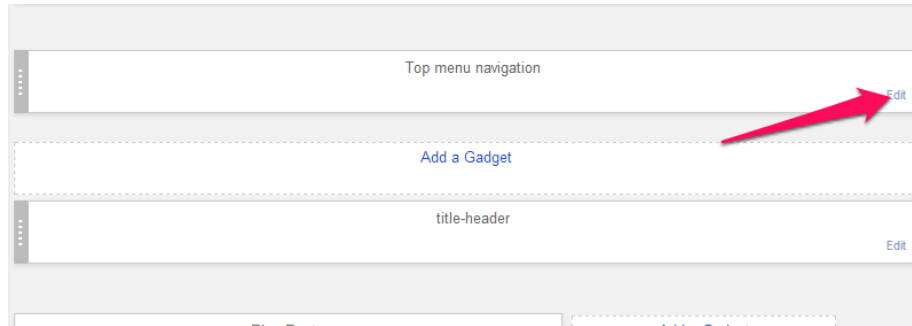 Top menu navigation
Edit
Add a Gadget
title-header
Edit